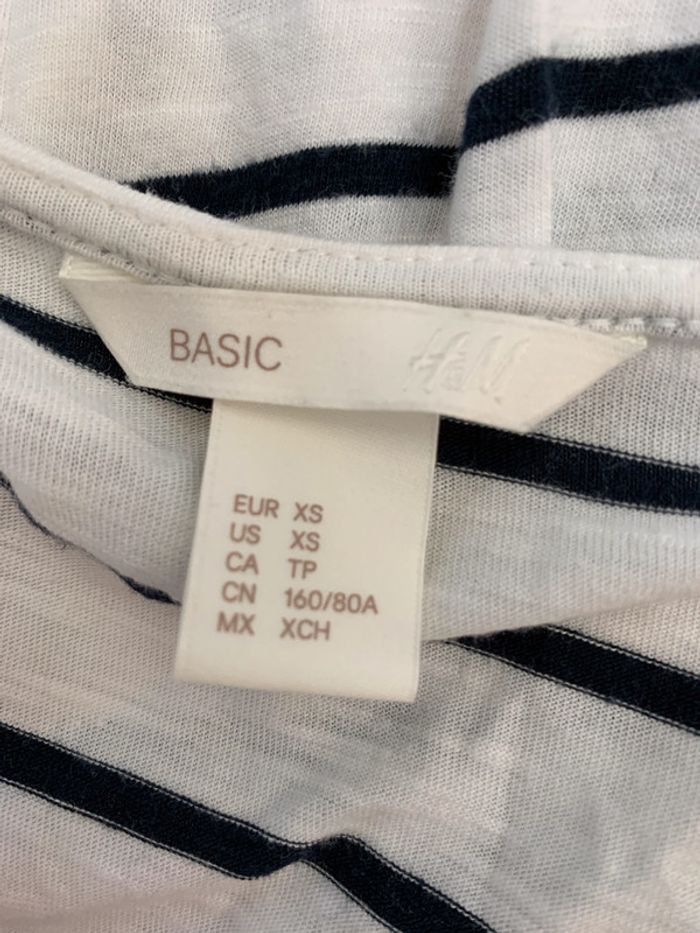 BASIC H&M
EUR XS
US XS
CA TP
CN 160/80A
MX XCH